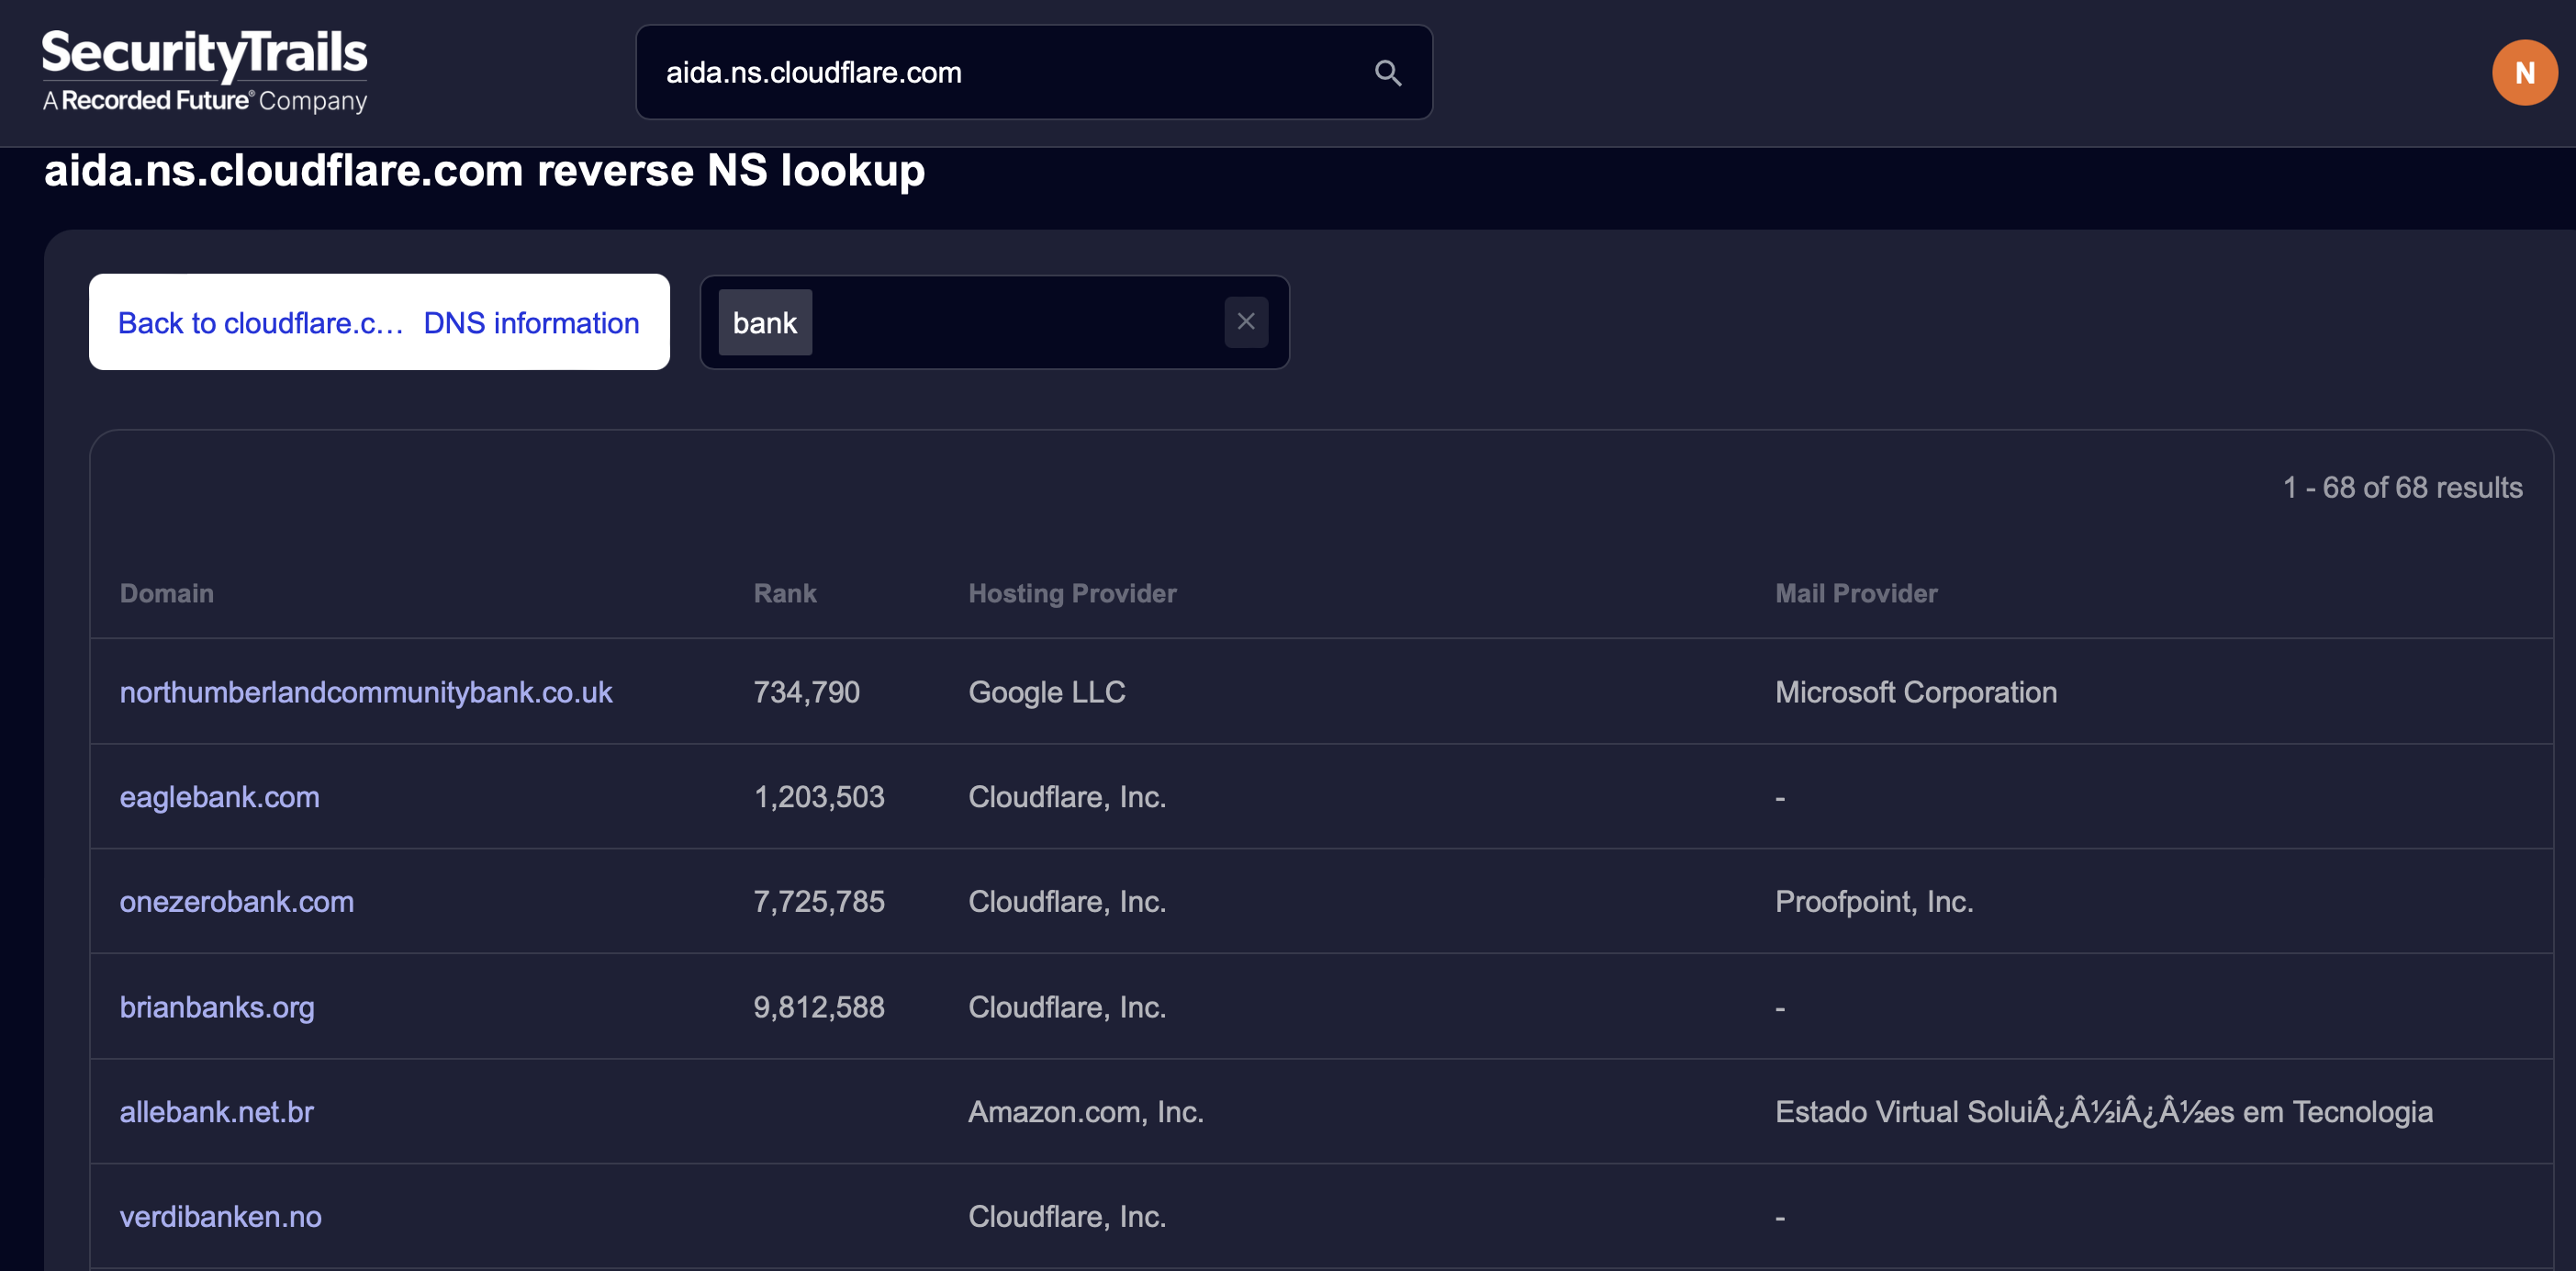 SecurityTrails
A Recorded Future® Company
aida.ns.cloudflare.com
N
aida.ns.cloudflare.com reverse NS lookup
Back to cloudflare.c... DNS information
bank
1 - 68 of 68 results
Domain Rank Hosting Provider Mail Provider
northumberlandcommunitybank.co.uk 734,790 Google LLC Microsoft Corporation
eaglebank.com 1,203,503 Cloudflare, Inc. -
onezerobank.com 7,725,785 Cloudflare, Inc. Proofpoint, Inc.
brianbanks.org 9,812,588 Cloudflare, Inc. -
allebank.net.br Amazon.com, Inc. Estado Virtual SoluiÂ¿Â½iÂ¿Â½es em Tecnologia
verdibanken.no Cloudflare, Inc. -